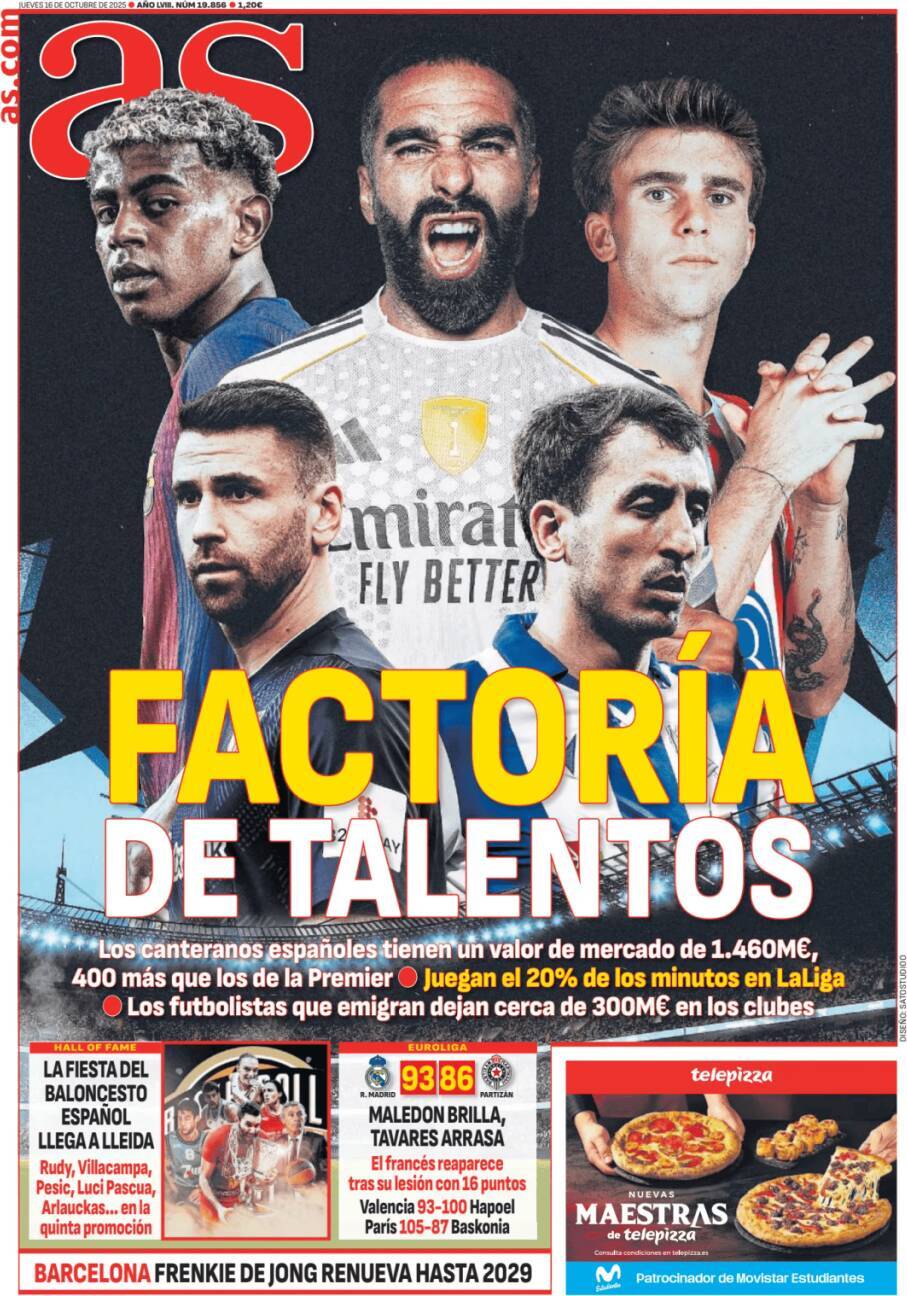 JUEVES 16 DE OCTUBRE DE 2025 ● AÑO LVIII. NÚM 19.856 ● 1,20€
as.com
as
1
Emirat
FLY BETTER
FACTORÍA
DE TALENTOS
Los canteranos españoles tienen un valor de mercado de 1.460M€,
400 más que los de la Premier ● Juegan el 20% de los minutos en LaLiga
● Los futbolistas que emigran dejan cerca de 300M€ en los clubes
DISEÑO: SATOSTUDIOO
HALL OF FAME
LA FIESTA DEL
BALONCESTO
ESPAÑOL
LLEGA A LLEIDA
Rudy, Villacampa,
Pesic, Luci Pascua,
Arlauckas... en la
quinta promoción
EUROLIGA
R. MADRID 93 86 PARTIZÁN
MALEDON BRILLA,
TAVARES ARRASA
El francés reaparece
tras su lesión con 16 puntos
Valencia 93-100 Hapoel
París 105-87 Baskonia
BARCELONA FRENKIE DE JONG RENUEVA HASTA 2029
telepizza
NUEVAS
MAESTRAS
de telepizza
Consulta condiciones en telepizza.es
Estudiantes
Patrocinador de Movistar Estudiantes